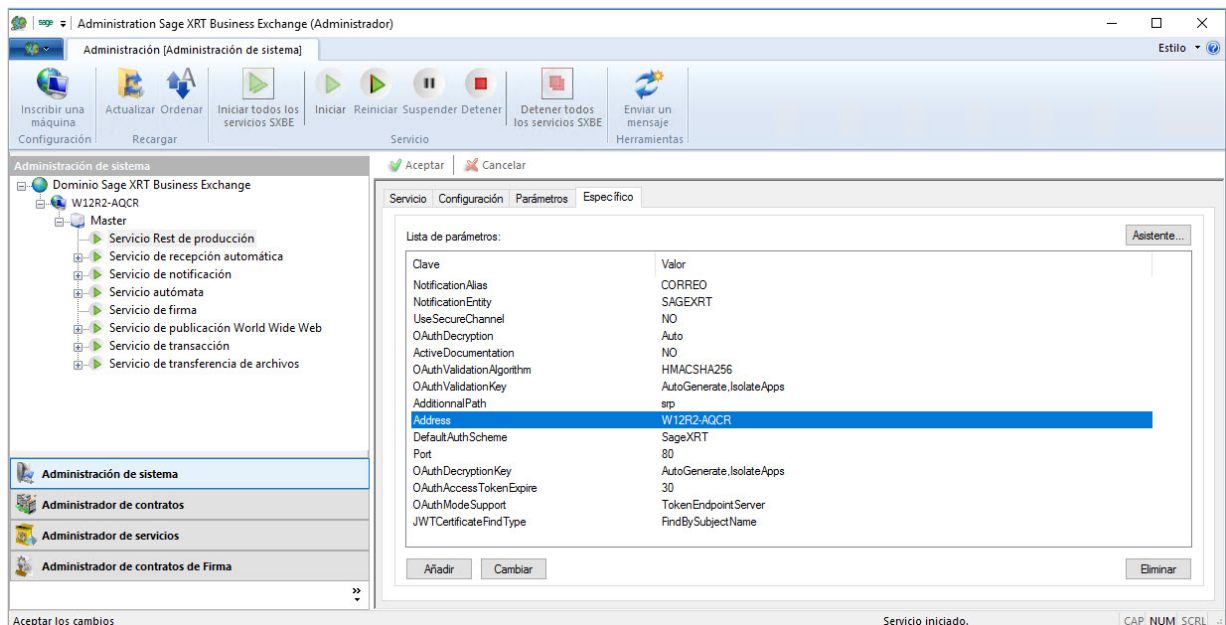 sage Administration Sage XRT Business Exchange (Administrador)
Administración [Administración de sistema]
Estilo
Inscribir una máquina
Actualizar
Ordenar
Iniciar todos los servicios SXBE
Iniciar
Reiniciar
Suspender
Detener
Detener todos los servicios SXBE
Enviar un mensaje
Configuración
Recargar
Servicio
Herramientas
Administración de sistema
Dominio Sage XRT Business Exchange
W12R2-AQCR
Master
Servicio Rest de producción
Servicio de recepción automática
Servicio de notificación
Servicio autómata
Servicio de firma
Servicio de publicación World Wide Web
Servicio de transacción
Servicio de transferencia de archivos
Administración de sistema
Administrador de contratos
Administrador de servicios
Administrador de contratos de Firma
Aceptar
Cancelar
Servicio
Configuración
Parámetros
Específico
Lista de parámetros:
Asistente...
Clave Valor
NotificationAlias CORREO
NotificationEntity SAGEXRT
UseSecureChannel NO
OAuthDecryption Auto
ActiveDocumentation NO
OAuthValidationAlgorithm HMACSHA256
OAuthValidationKey AutoGenerate,IsolateApps
AdditionnalPath srp
Address W12R2-AQCR
DefaultAuthScheme SageXRT
Port 80
OAuthDecryptionKey AutoGenerate,IsolateApps
OAuthAccessTokenExpire 30
OAuthModeSupport TokenEndpointServer
JWTCertificateFindType FindBySubjectName
Añadir
Cambiar
Eliminar
Aceptar los cambios
Servicio iniciado.
CAP NUM SCRL